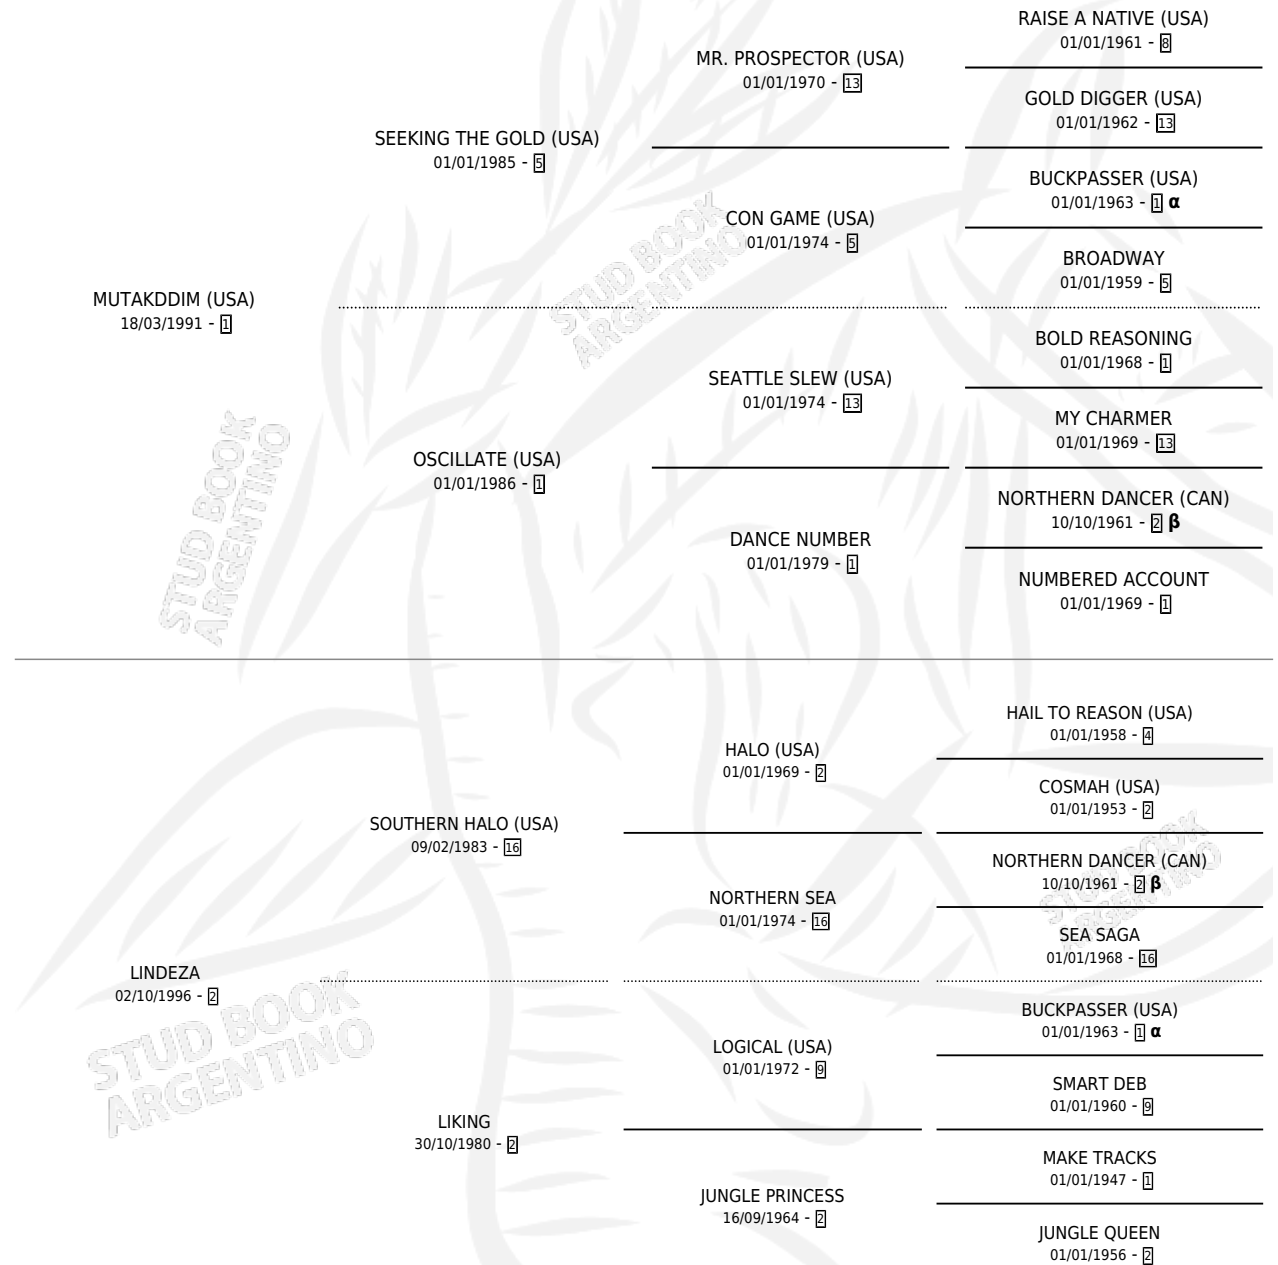 RAISE A NATIVE (USA)
01/01/1961 - 8
MR. PROSPECTOR (USA)
01/01/1970 - 13
GOLD DIGGER (USA)
01/01/1962 - 13
SEEKING THE GOLD (USA)
01/01/1985 - 5
BUCKPASSER (USA)
01/01/1963 - 1 α
CON GAME (USA)
01/01/1974 - 5
BROADWAY
01/01/1959 - 5
MUTAKDDIM (USA)
18/03/1991 - 1
BOLD REASONING
01/01/1968 - 1
SEATTLE SLEW (USA)
01/01/1974 - 13
MY CHARMER
01/01/1969 - 13
OSCILLATE (USA)
01/01/1986 - 1
NORTHERN DANCER (CAN)
10/10/1961 - 2 β
DANCE NUMBER
01/01/1979 - 1
NUMBERED ACCOUNT
01/01/1969 - 1
HAIL TO REASON (USA)
01/01/1958 - 4
HALO (USA)
01/01/1969 - 2
COSMAH (USA)
01/01/1953 - 2
SOUTHERN HALO (USA)
09/02/1983 - 16
NORTHERN DANCER (CAN)
10/10/1961 - 2 β
NORTHERN SEA
01/01/1974 - 16
SEA SAGA
01/01/1968 - 16
LINDEZA
02/10/1996 - 2
BUCKPASSER (USA)
01/01/1963 - 1 α
LOGICAL (USA)
01/01/1972 - 9
SMART DEB
01/01/1960 - 9
LIKING
30/10/1980 - 2
MAKE TRACKS
01/01/1947 - 1
JUNGLE PRINCESS
16/09/1964 - 2
JUNGLE QUEEN
01/01/1956 - 2
STUD BOOK
ARGENTINO
STUD BOOK
ARGENTINO
STUD BOOK
ARGENTINO
STUD BOOK
ARGENTINO